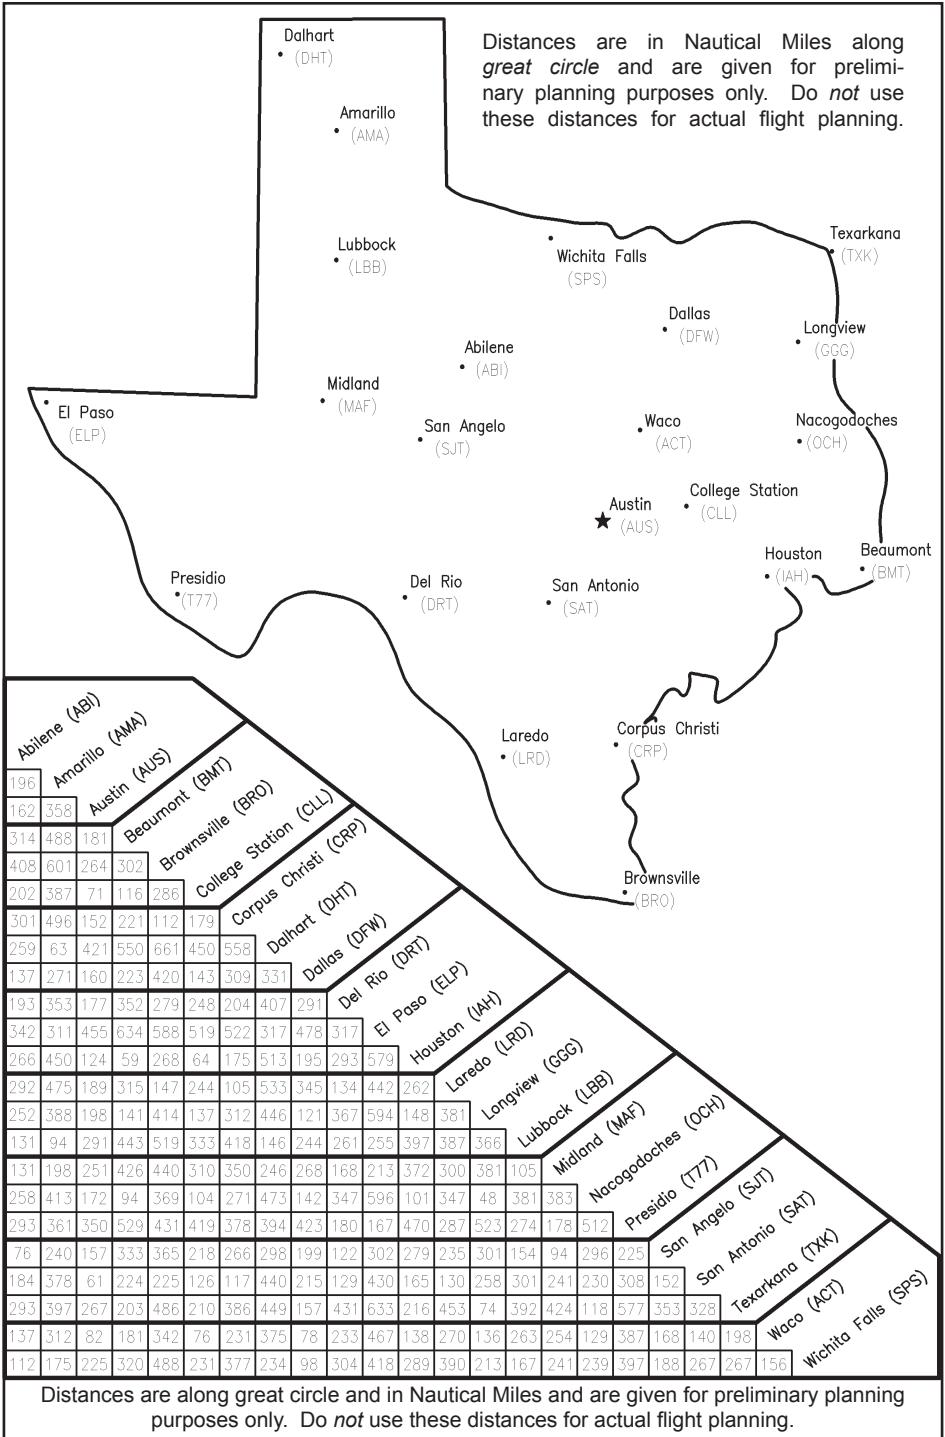 Distances are in Nautical Miles along
great circle and are given for prelimi-
nary planning purposes only. Do not use
these distances for actual flight planning.
Dalhart
(DHT)
Amarillo
(AMA)
Lubbock
(LBB)
Wichita Falls
(SPS)
Texarkana
(TXK)
Dallas
(DFW)
Longview
(GGG)
Abilene
(ABI)
Midland
(MAF)
El Paso
(ELP)
San Angelo
(SJT)
Waco
(ACT)
Nacogodoches
(OCH)
College Station
(CLL)
Austin
(AUS)
Houston
(IAH)
Beaumont
(BMT)
Presidio
(T77)
Del Rio
(DRT)
San Antonio
(SAT)
Laredo
(LRD)
Corpus Christi
(CRP)
Brownsville
(BRO)
Abilene (ABI)
196 Amarillo (AMA)
162 358 Austin (AUS)
314 488 181 Beaumont (BMT)
408 601 264 302 Brownsville (BRO)
202 387 71 116 286 College Station (CLL)
301 496 152 221 112 179 Corpus Christi (CRP)
259 63 421 550 661 450 558 Dalhart (DHT)
137 271 160 223 420 143 309 331 Dallas (DFW)
193 353 177 352 279 248 204 407 291 Del Rio (DRT)
342 311 455 634 588 519 522 317 478 317 El Paso (ELP)
266 450 124 59 268 64 175 513 195 293 579 Houston (IAH)
292 475 189 315 147 244 105 533 345 134 442 262 Laredo (LRD)
252 388 198 141 414 137 312 446 121 367 594 148 381 Longview (GGG)
131 94 291 443 519 333 418 146 244 261 255 397 387 366 Lubbock (LBB)
131 198 251 426 440 310 350 246 268 168 213 372 300 381 105 Midland (MAF)
258 413 172 94 369 104 271 473 142 347 596 101 347 48 381 383 Nacogodoches (OCH)
293 361 350 529 431 419 378 394 423 180 167 470 287 523 274 178 512 Presidio (T77)
76 240 157 333 365 218 266 298 199 122 302 279 235 301 154 94 296 225 San Angelo (SJT)
184 378 61 224 225 126 117 440 215 129 430 165 130 258 301 241 230 308 152 San Antonio (SAT)
293 397 267 203 486 210 386 449 157 431 633 216 453 74 392 424 118 577 353 328 Texarkana (TXK)
137 312 82 181 342 76 231 375 78 233 467 138 270 136 263 254 129 387 168 140 198 Waco (ACT)
112 175 225 320 488 231 377 234 98 304 418 289 390 213 167 241 239 397 188 267 267 156 Wichita Falls (SPS)
Distances are along great circle and in Nautical Miles and are given for preliminary planning
purposes only. Do not use these distances for actual flight planning.